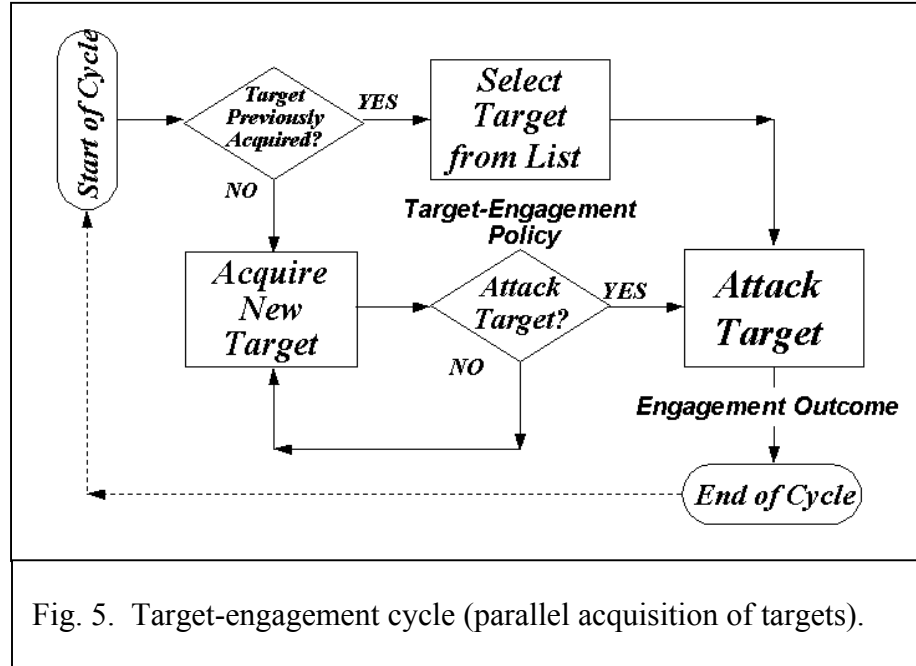 Start of Cycle
Target
Previously
Acquired?
YES
NO
Select
Target
from List
Target-Engagement
Policy
Acquire
New
Target
Attack
Target?
YES
NO
Attack
Target
Engagement Outcome
End of Cycle
Fig. 5. Target-engagement cycle (parallel acquisition of targets).